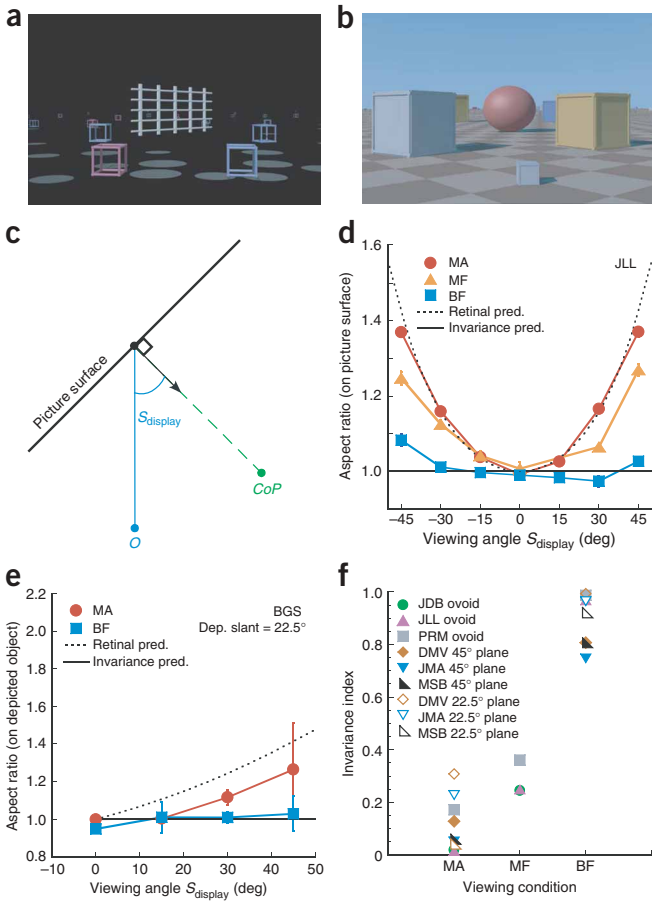 a
b
c
Picture surface
S display
CoP
O
d
1.6
1.4
1.2
1.0
Aspect ratio (on picture surface)
JLL
MA
MF
BF
Retinal pred.
Invariance pred.
−45 −30 −15 0 15 30 45
Viewing angle S display (deg)
e
2.2
2.0
1.8
1.6
1.4
1.2
1.0
0.8
Aspect ratio (on depicted object)
MA
BF
Retinal pred.
Invariance pred.
BGS
Dep. slant = 22.5°
−10 0 10 20 30 40 50
Viewing angle S display (deg)
f
1.0
0.8
0.6
0.4
0.2
0
Invariance index
JDB ovoid
JLL ovoid
PRM ovoid
DMV 45° plane
JMA 45° plane
MSB 45° plane
DMV 22.5° plane
JMA 22.5° plane
MSB 22.5° plane
MA MF BF
Viewing condition